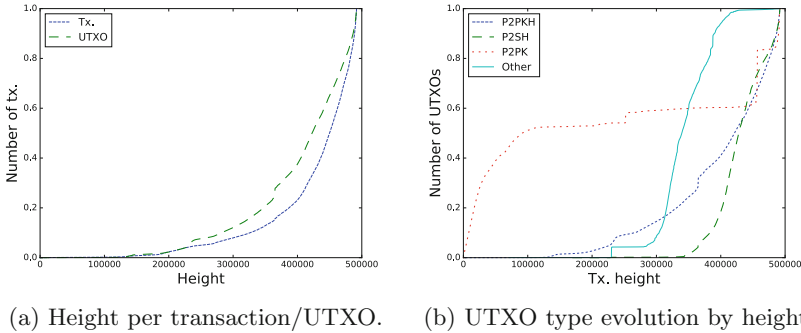 Tx.
UTXO
Number of tx.
1.0
0.8
0.6
0.4
0.2
0.0
0
100000
200000
300000
400000
500000
Height
(a) Height per transaction/UTXO.
P2PKH
P2SH
P2PK
Other
Number of UTXOs
1.0
0.8
0.6
0.4
0.2
0.0
0
100000
200000
300000
400000
500000
Tx. height
(b) UTXO type evolution by height